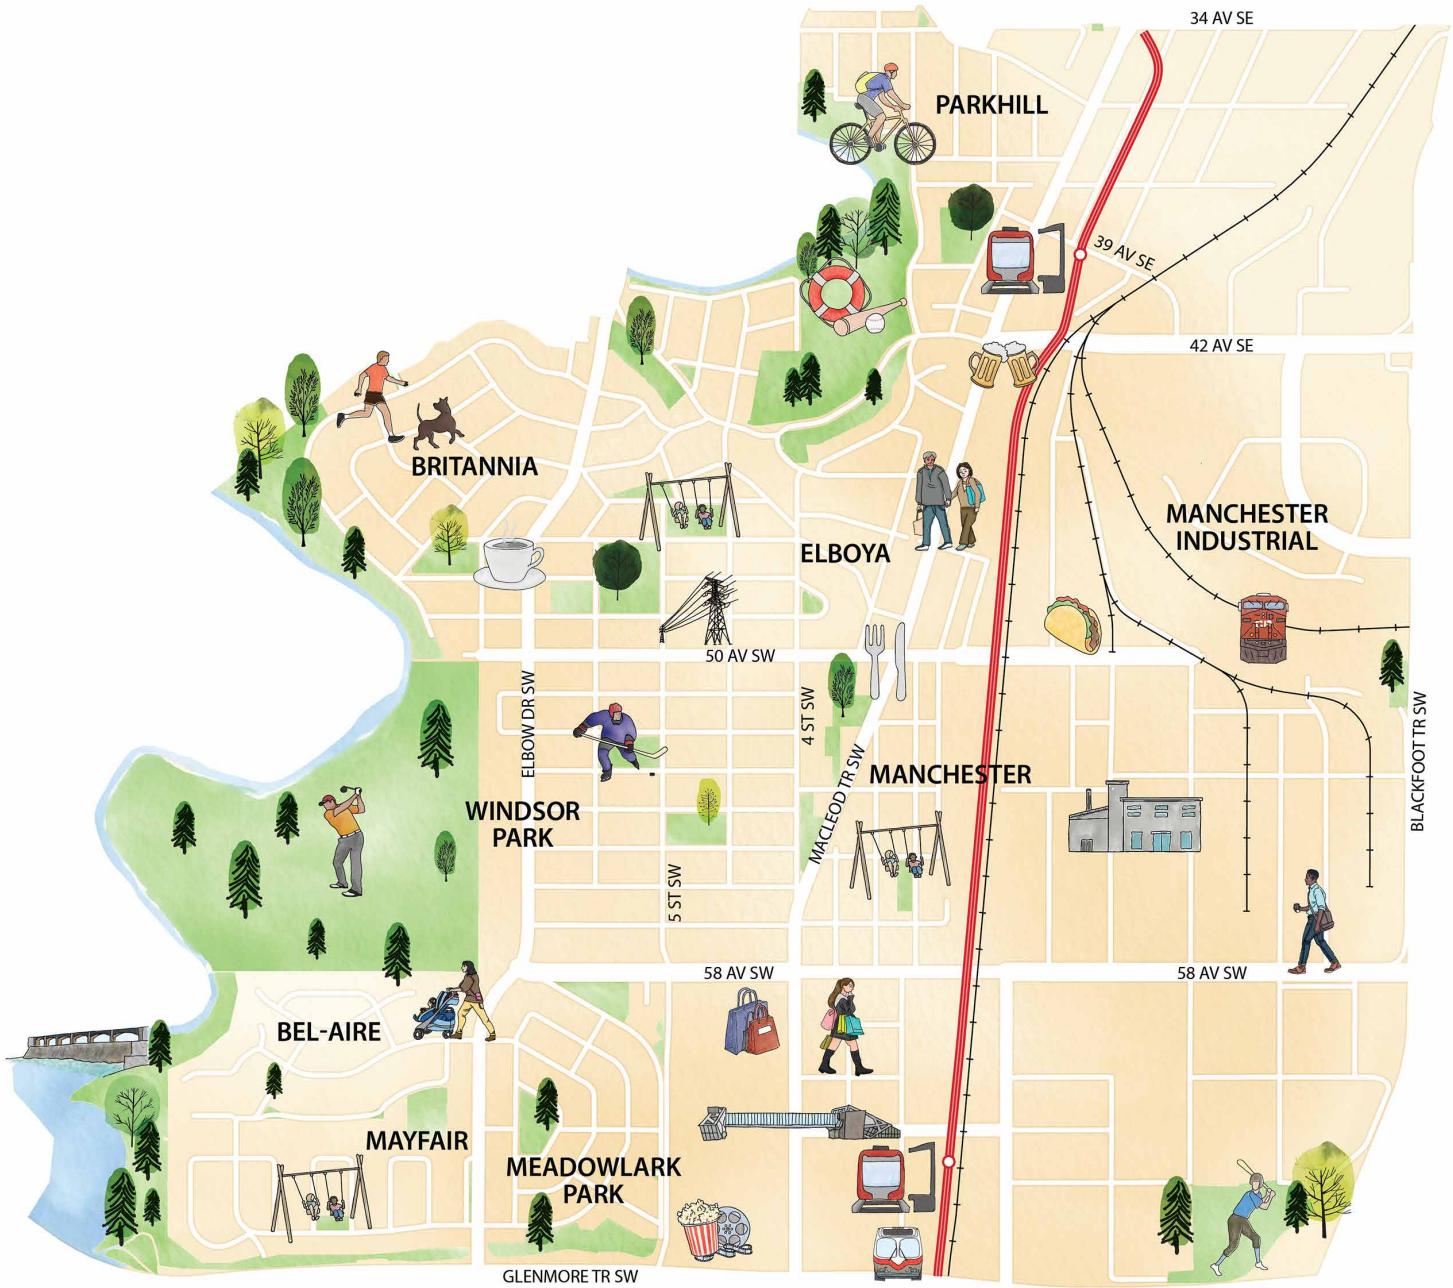 34 AV SE
PARKHILL
39 AV SE
42 AV SE
BRITANNIA
MANCHESTER
INDUSTRIAL
ELBOYA
50 AV SW
ELBOW DR SW
4 ST SW
MACLEOD TR SW
BLACKFOOT TR SW
MANCHESTER
WINDSOR
PARK
5 ST SW
58 AV SW
58 AV SW
BEL-AIRE
MAYFAIR
MEADOWLARK
PARK
GLENMORE TR SW